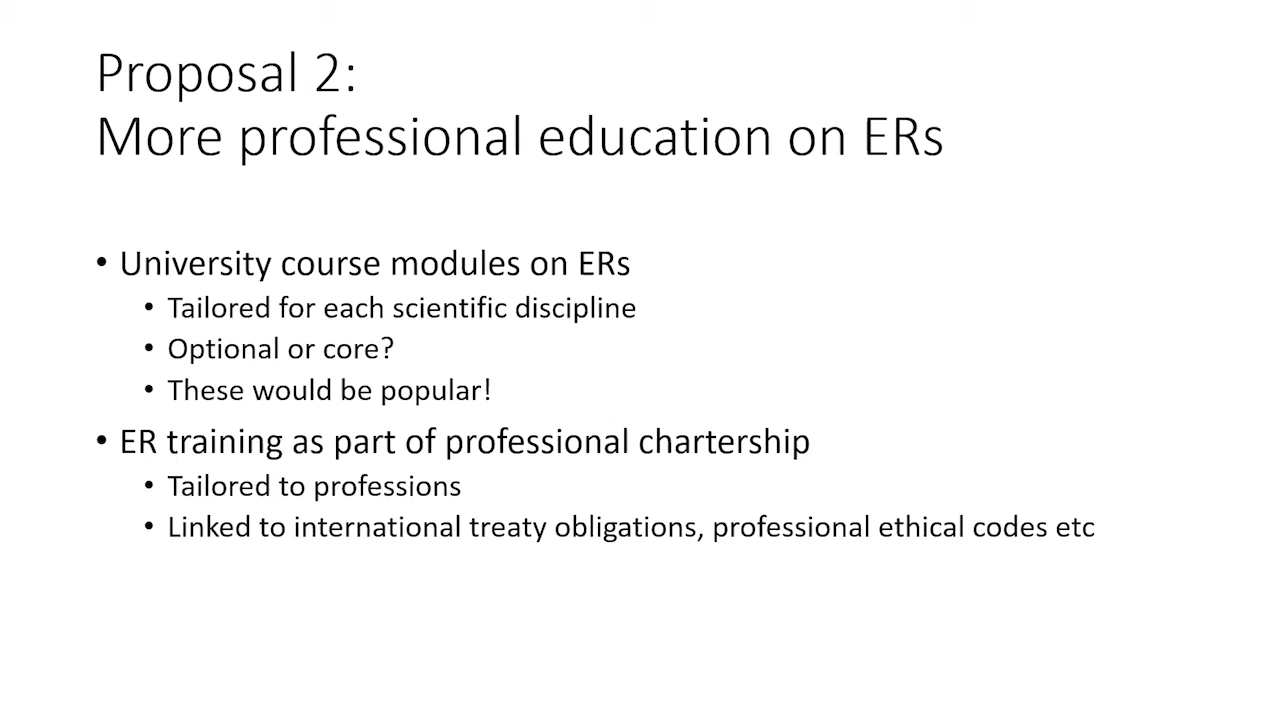 Proposal 2:
More professional education on ERs
• University course modules on ERs
• Tailored for each scientific discipline
• Optional or core?
• These would be popular!
• ER training as part of professional chartership
• Tailored to professions
• Linked to international treaty obligations, professional ethical codes etc